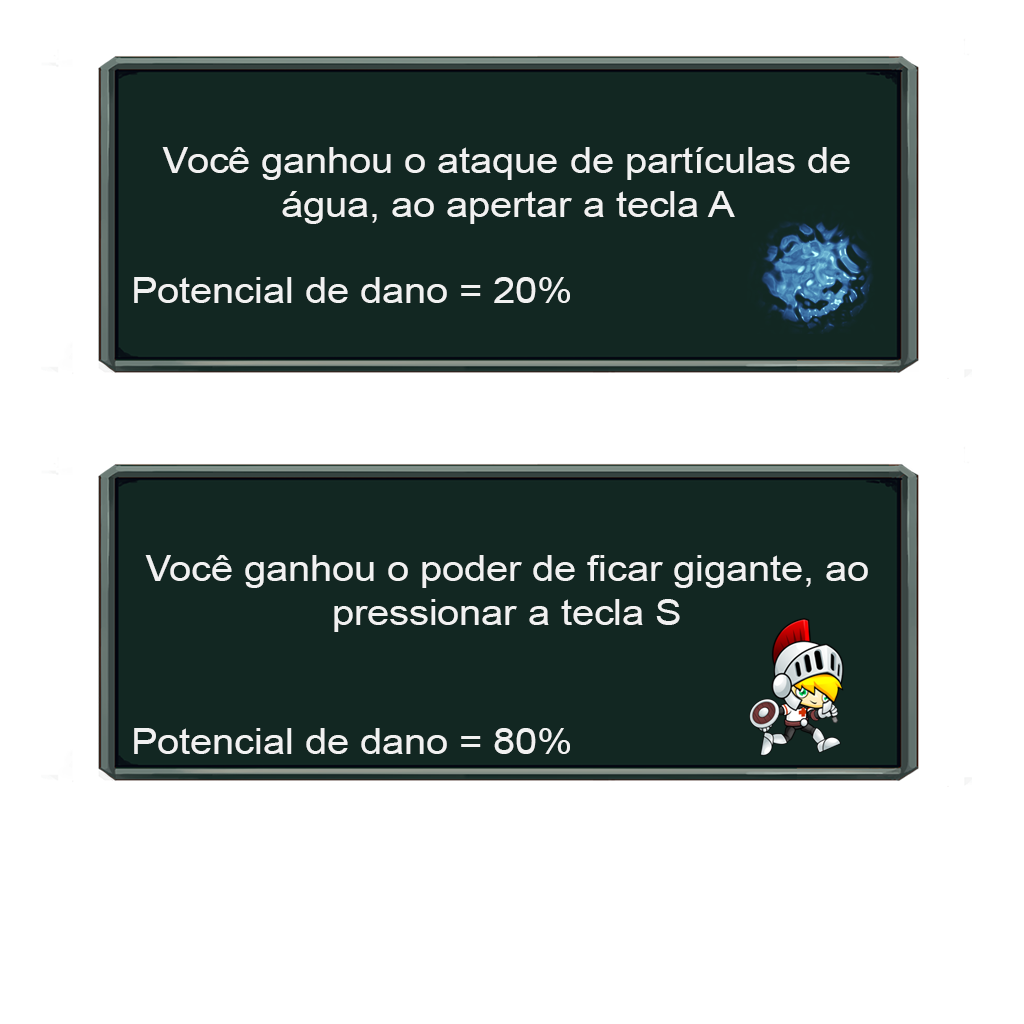 Você ganhou o ataque de partículas de
água, ao apertar a tecla A
Potencial de dano = 20%
Você ganhou o poder de ficar gigante, ao
pressionar a tecla S
Potencial de dano = 80%